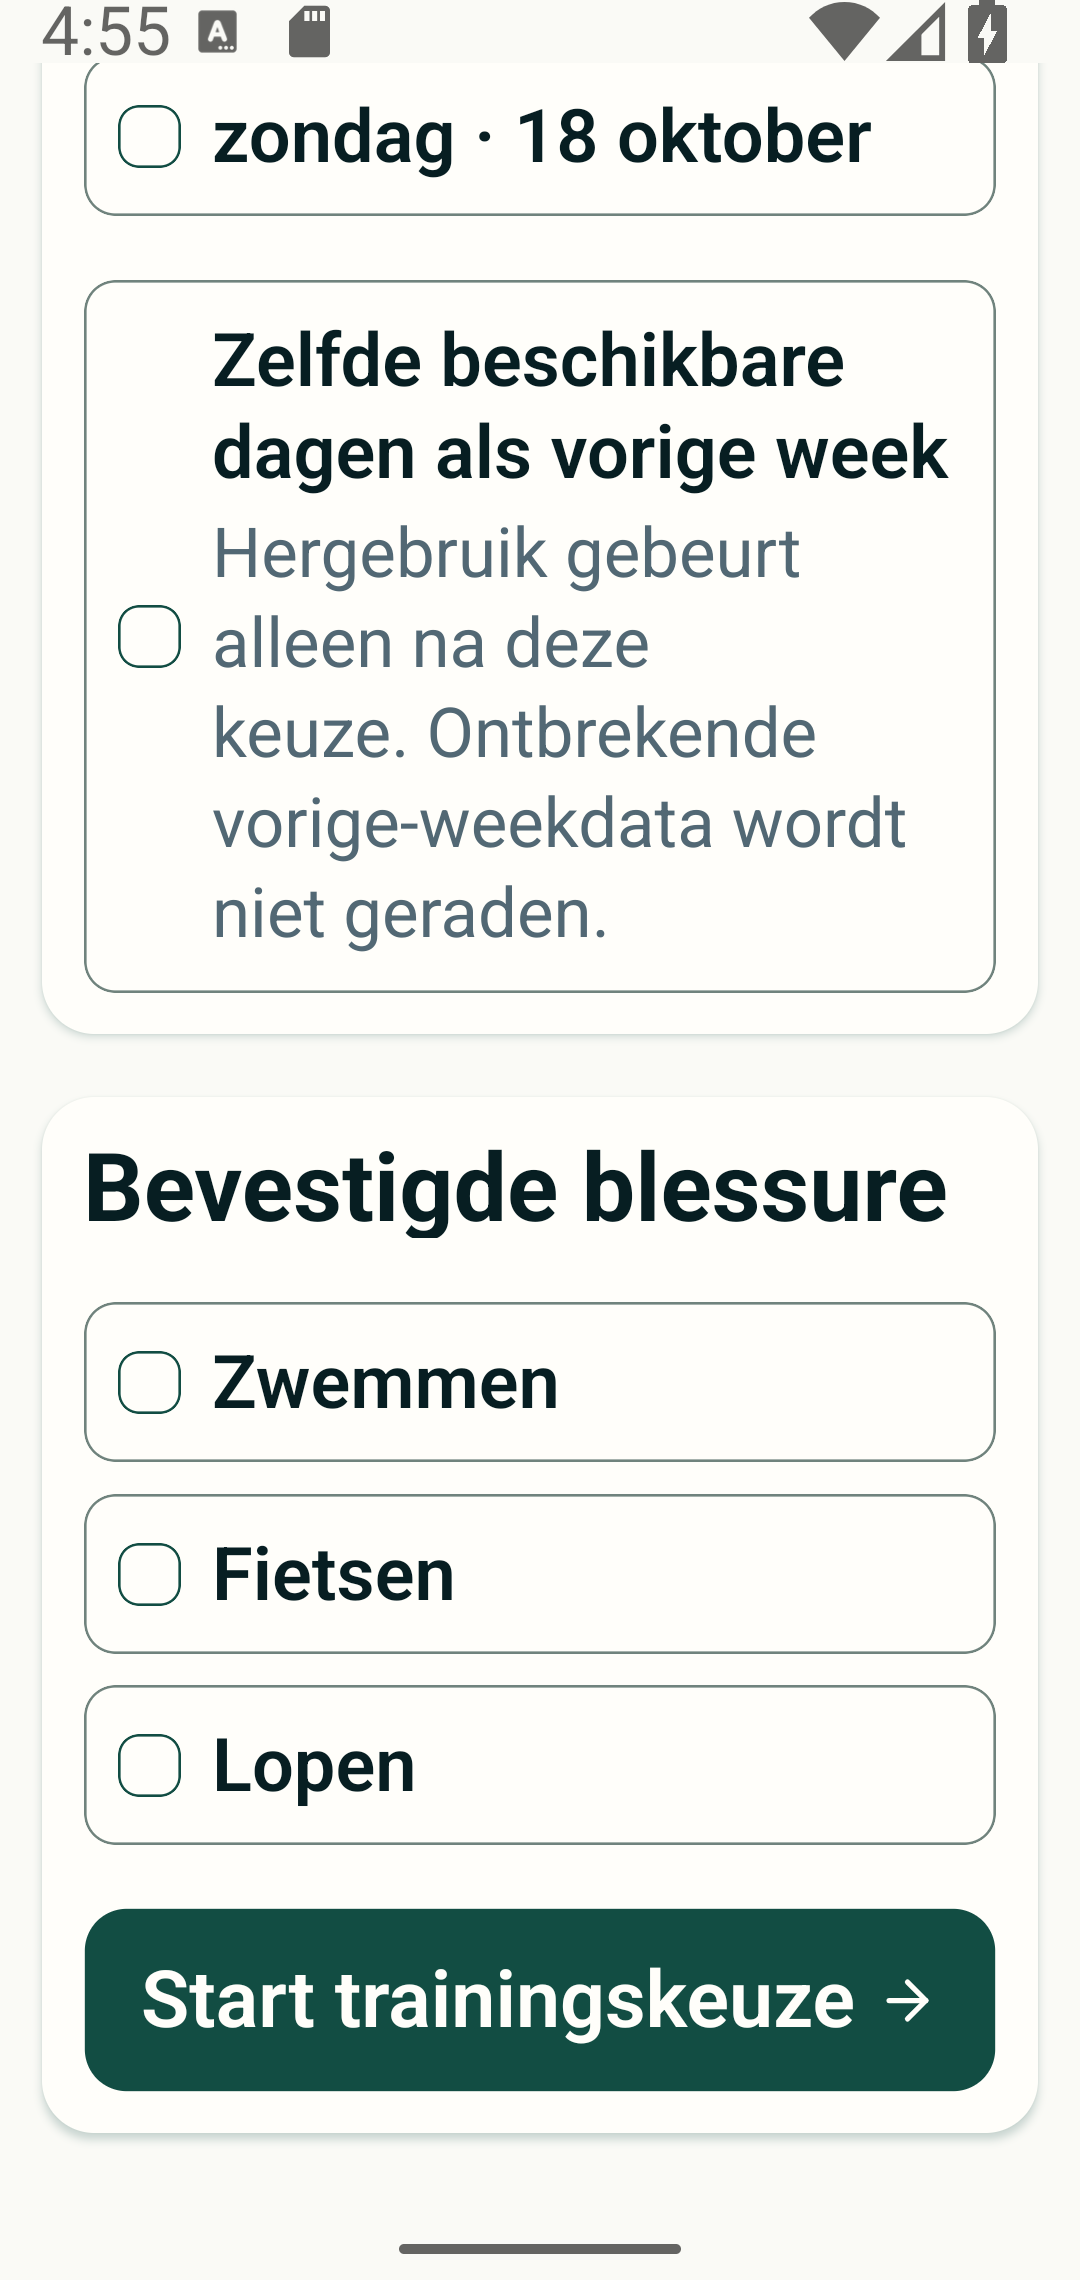 4:55
zondag · 18 oktober
Zelfde beschikbare
dagen als vorige week
Hergebruik gebeurt
alleen na deze
keuze. Ontbrekende
vorige-weekdata wordt
niet geraden.
Bevestigde blessure
Zwemmen
Fietsen
Lopen
Start trainingskeuze →